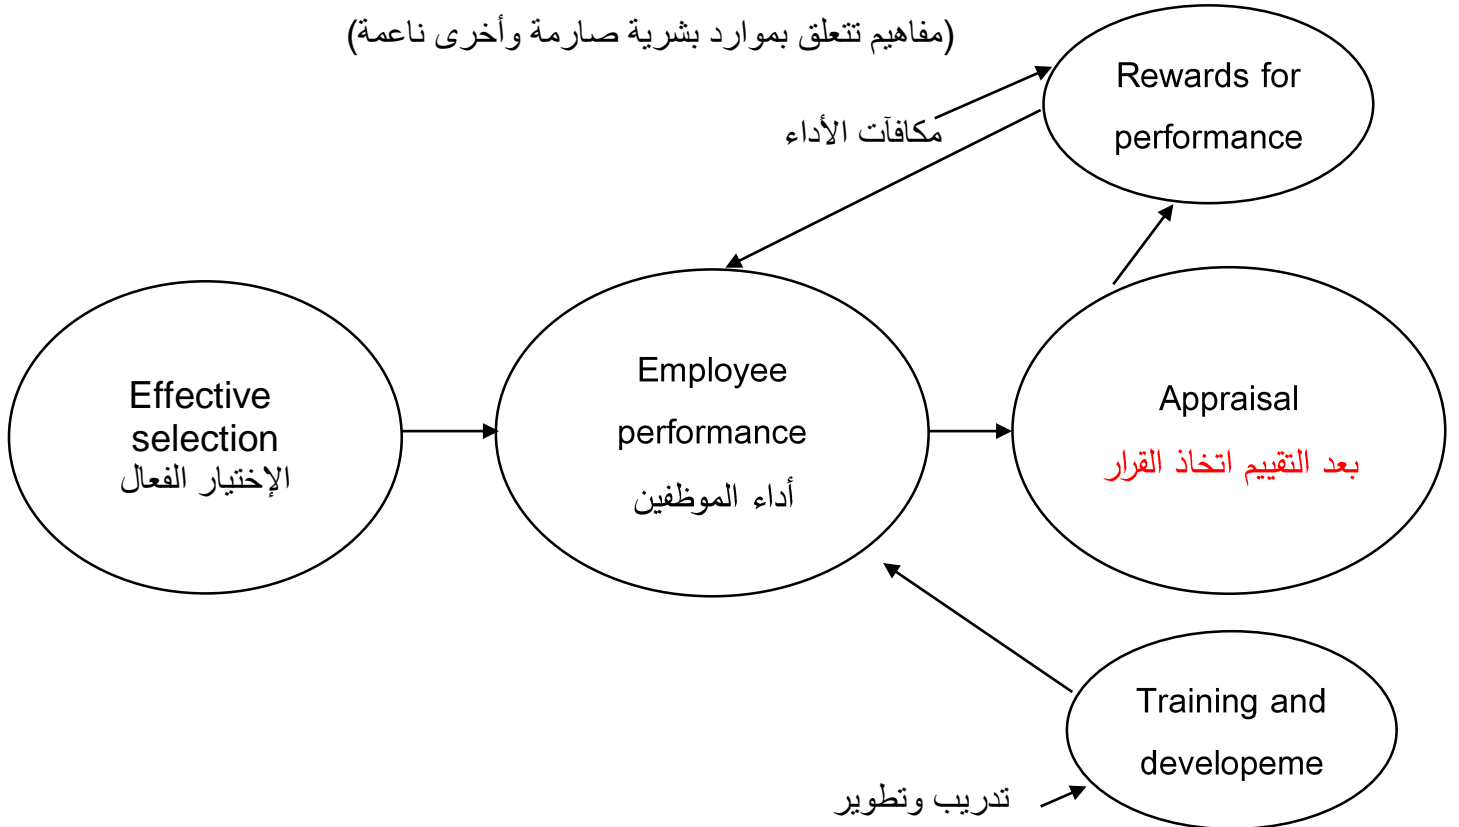 (مفاهيم تتعلق بموارد بشرية صارمة وأخرى ناعمة)
Rewards for
performance
مكافآت الأداء
Effective
selection
الإختيار الفعال
Employee
performance
أداء الموظفين
Appraisal
بعد التقييم اتخاذ القرار
Training and
developeme
تدريب وتطوير